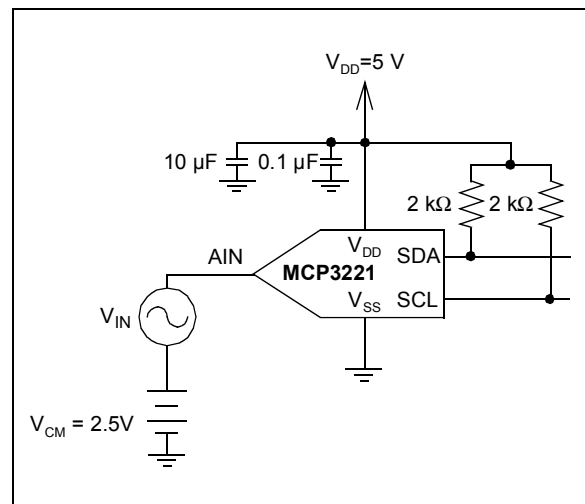 V_DD=5 V
10 µF
0.1 µF
2 kΩ
2 kΩ
AIN
V_DD
SDA
MCP3221
V_SS
SCL
V_IN
V_CM = 2.5V